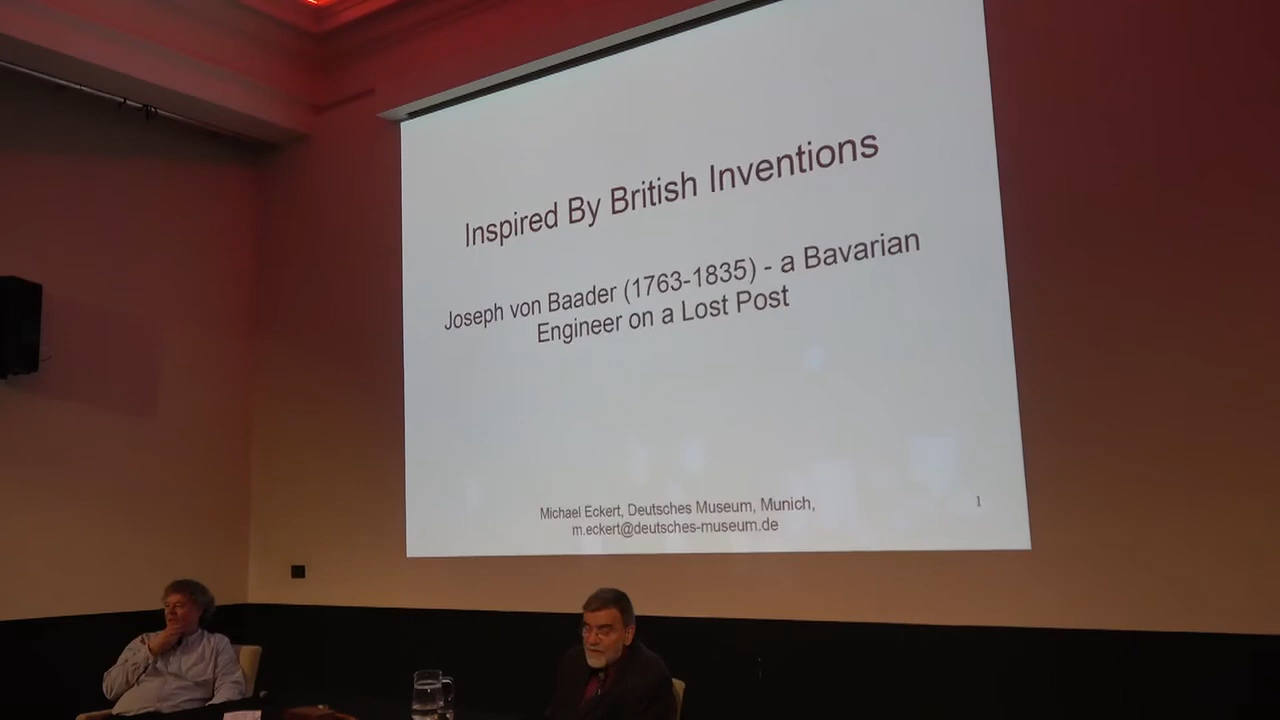 Inspired By British Inventions
Joseph von Baader (1763-1835) - a Bavarian
Engineer on a Lost Post
Michael Eckert, Deutsches Museum, Munich,
m.eckert@deutsches-museum.de
1